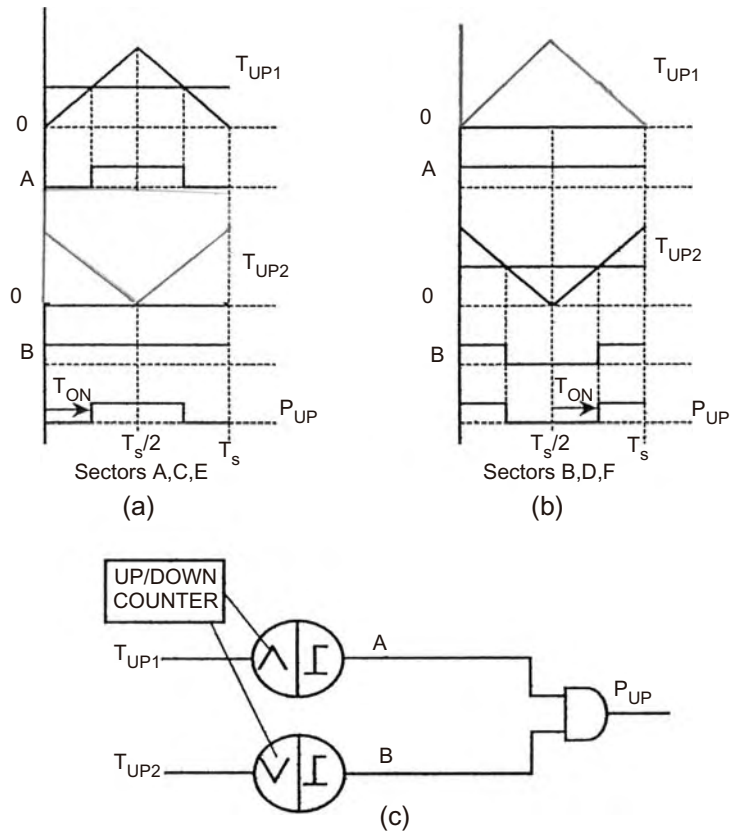 T_UP1
0
A
T_UP2
0
B
T_ON
P_UP
T_s/2
T_s
Sectors A,C,E
(a)
T_UP1
0
A
T_UP2
0
B
T_ON
P_UP
T_s/2
T_s
Sectors B,D,F
(b)
UP/DOWN
COUNTER
T_UP1
A
P_UP
T_UP2
B
(c)